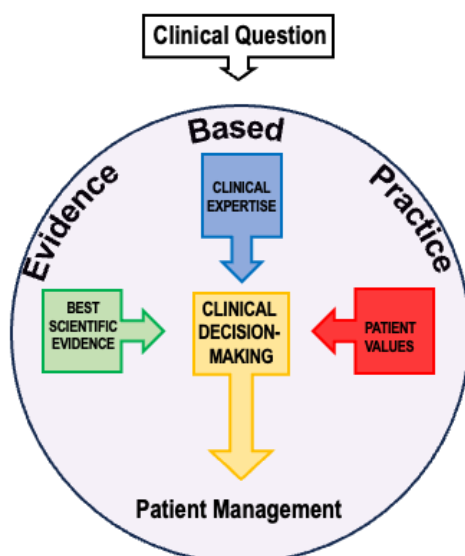 Clinical Question
Evidence Based Practice
CLINICAL
EXPERTISE
BEST
SCIENTIFIC
EVIDENCE
CLINICAL
DECISION-
MAKING
PATIENT
VALUES
Patient Management